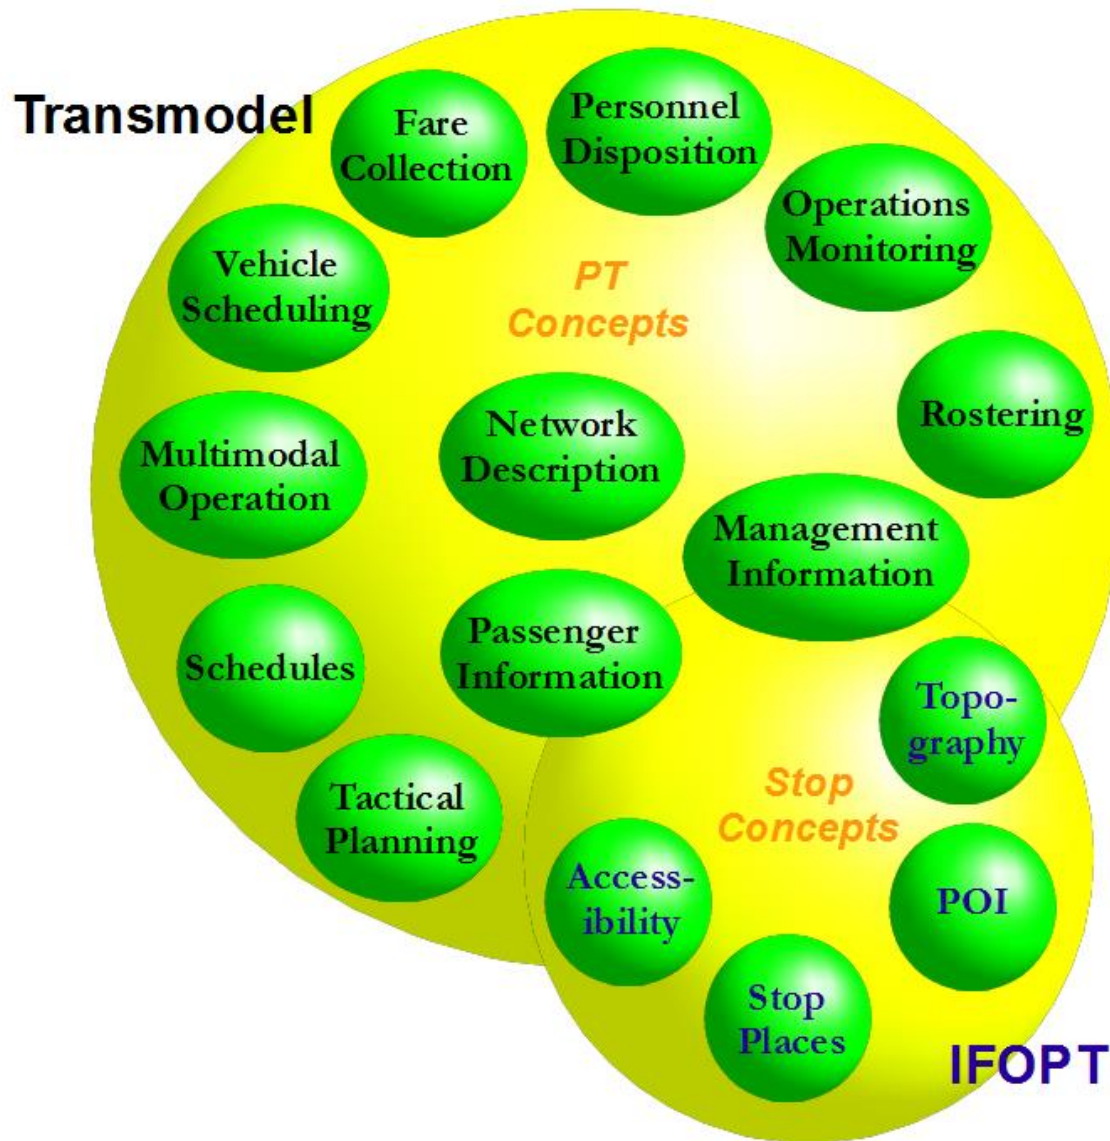 Transmodel
Fare
Collection
Personnel
Disposition
Operations
Monitoring
Vehicle
Scheduling
PT
Concepts
Rostering
Network
Description
Multimodal
Operation
Management
Information
Passenger
Information
Schedules
Topo-
graphy
Tactical
Planning
Stop
Concepts
Access-
ibility
POI
Stop
Places
IFOPT